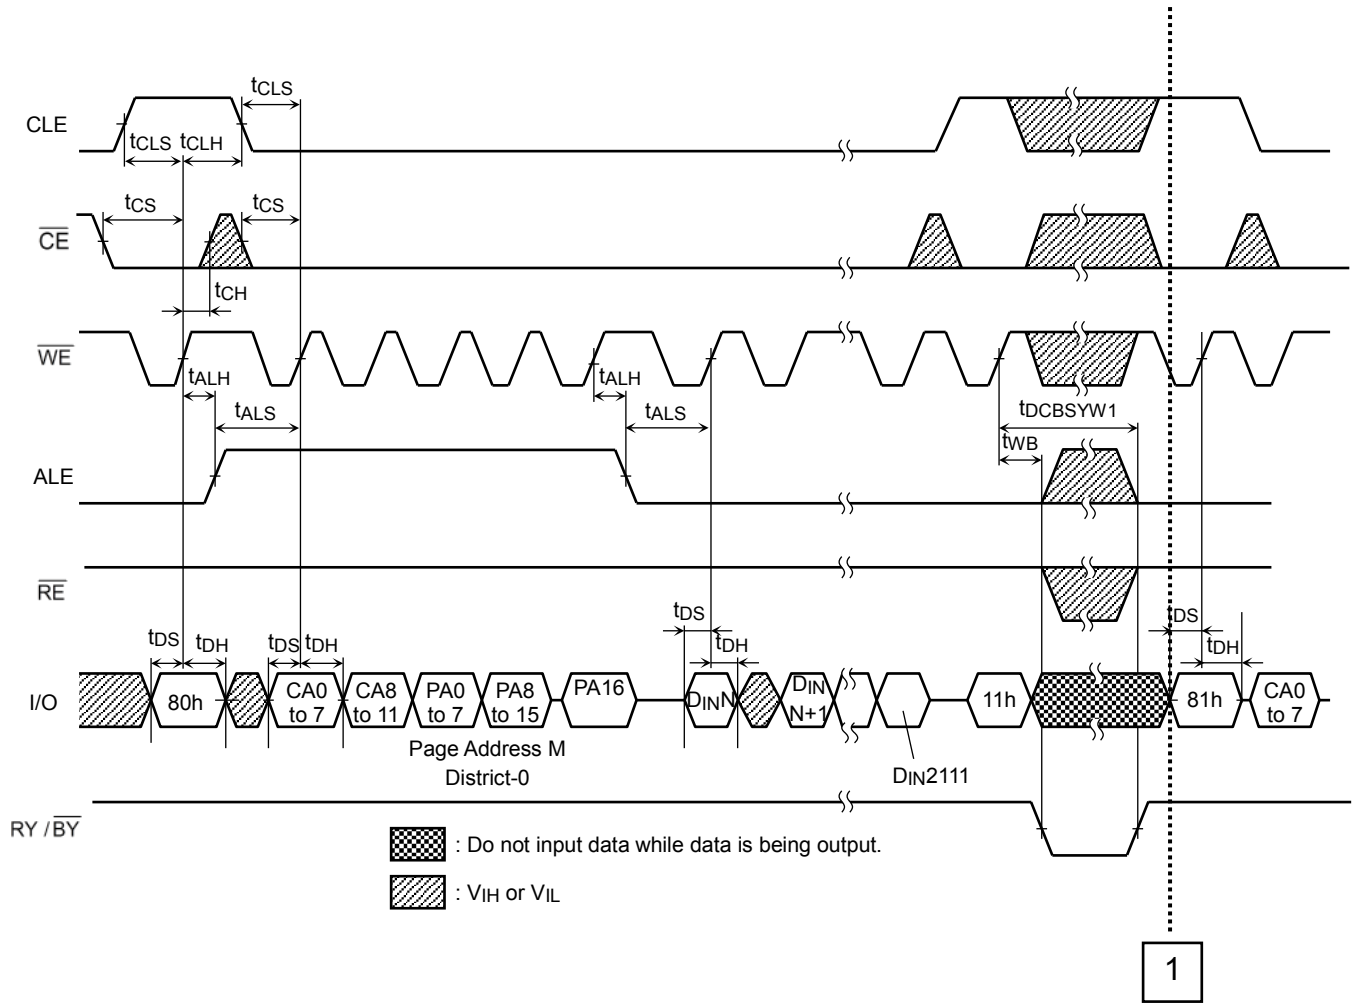 tCLS
CLE
tCLS tCLH
tCS tCS
CE
tCH
WE
tALH tALH
tALS tALS tDCBSYW1
tWB
ALE
RE
tDS tDS
tDS tDH tDS tDH tDH tDH
I/O 80h CA0 to 7 CA8 to 11 PA0 to 7 PA8 to 15 PA16 DINN DIN N+1 11h 81h CA0 to 7
Page Address M
District-0
DIN2111
RY / BY
: Do not input data while data is being output.
: VIH or VIL
1